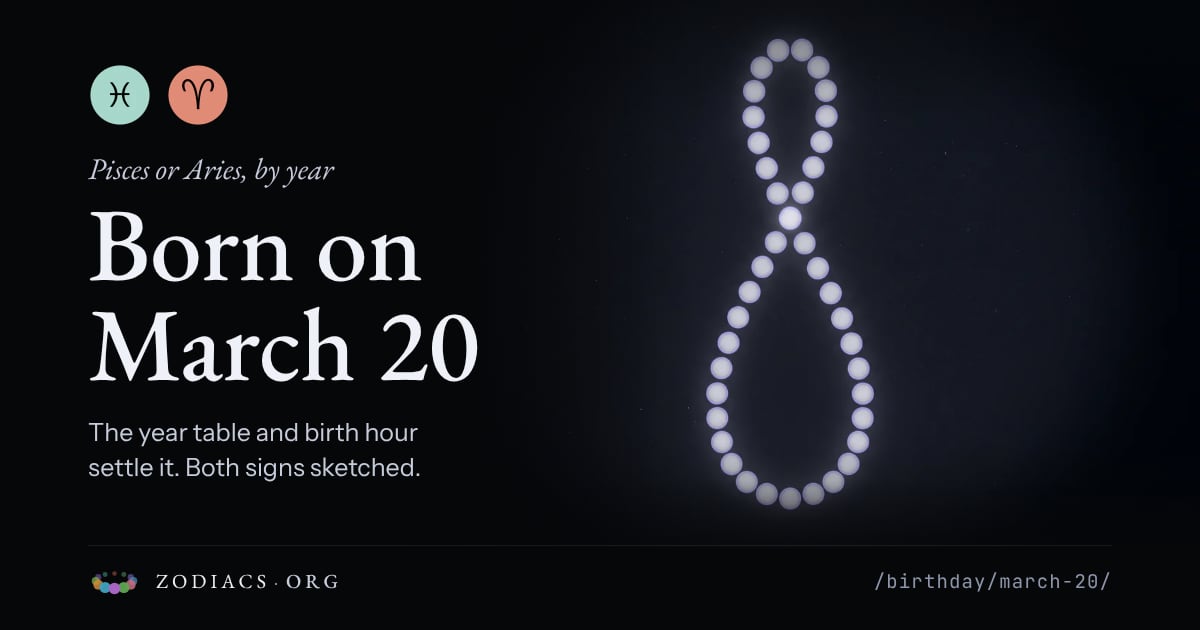 ♓ ♈
Pisces or Aries, by year
Born on
March 20
The year table and birth hour
settle it. Both signs sketched.
ZODIACS·ORG
/birthday/march-20/